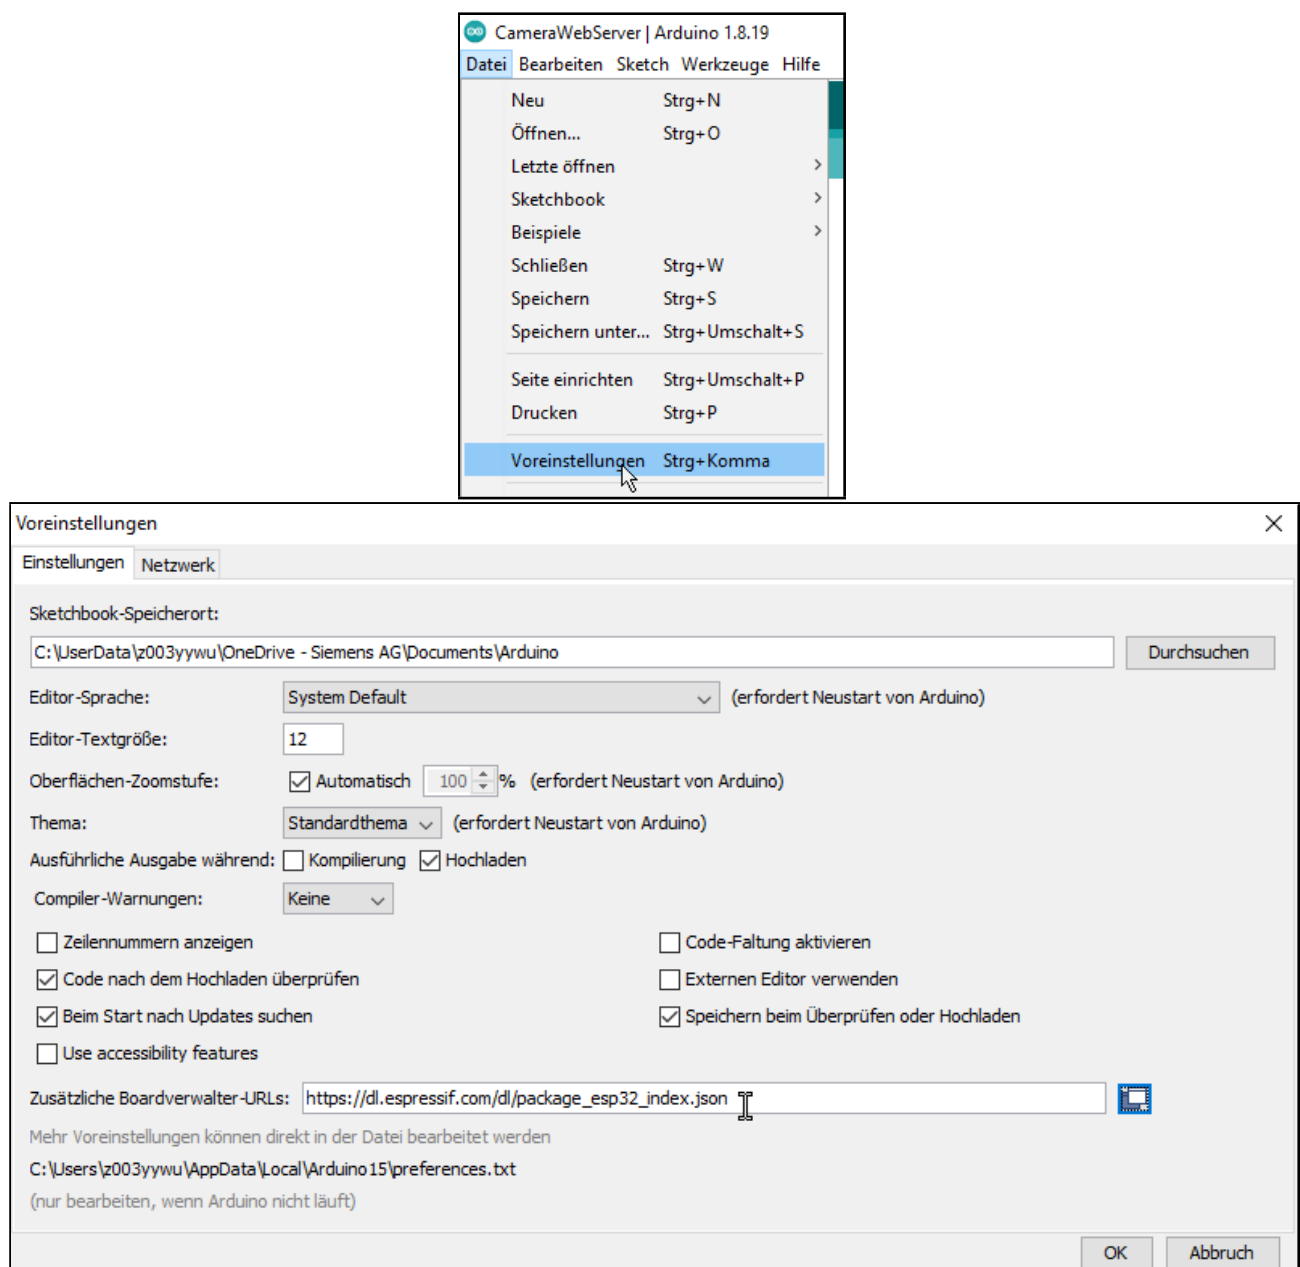 CameraWebServer | Arduino 1.8.19
Datei Bearbeiten Sketch Werkzeuge Hilfe
Neu Strg+N
Öffnen... Strg+O
Letzte öffnen
Sketchbook
Beispiele
Schließen Strg+W
Speichern Strg+S
Speichern unter... Strg+Umschalt+S
Seite einrichten Strg+Umschalt+P
Drucken Strg+P
Voreinstellungen Strg+Komma
Voreinstellungen
Einstellungen Netzwerk
Sketchbook-Speicherort:
C:\UserData\z003yywu\OneDrive - Siemens AG\Documents\Arduino Durchsuchen
Editor-Sprache: System Default (erfordert Neustart von Arduino)
Editor-Textgröße: 12
Oberflächen-Zoomstufe: Automatisch 100 % (erfordert Neustart von Arduino)
Thema: Standardthema (erfordert Neustart von Arduino)
Ausführliche Ausgabe während: Kompilierung Hochladen
Compiler-Warnungen: Keine
Zeilennummern anzeigen Code-Faltung aktivieren
Code nach dem Hochladen überprüfen Externen Editor verwenden
Beim Start nach Updates suchen Speichern beim Überprüfen oder Hochladen
Use accessibility features
Zusätzliche Boardverwalter-URLs: https://dl.espressif.com/dl/package_esp32_index.json
Mehr Voreinstellungen können direkt in der Datei bearbeitet werden
C:\Users\z003yywu\AppData\Local\Arduino15\preferences.txt
(nur bearbeiten, wenn Arduino nicht läuft)
OK Abbruch